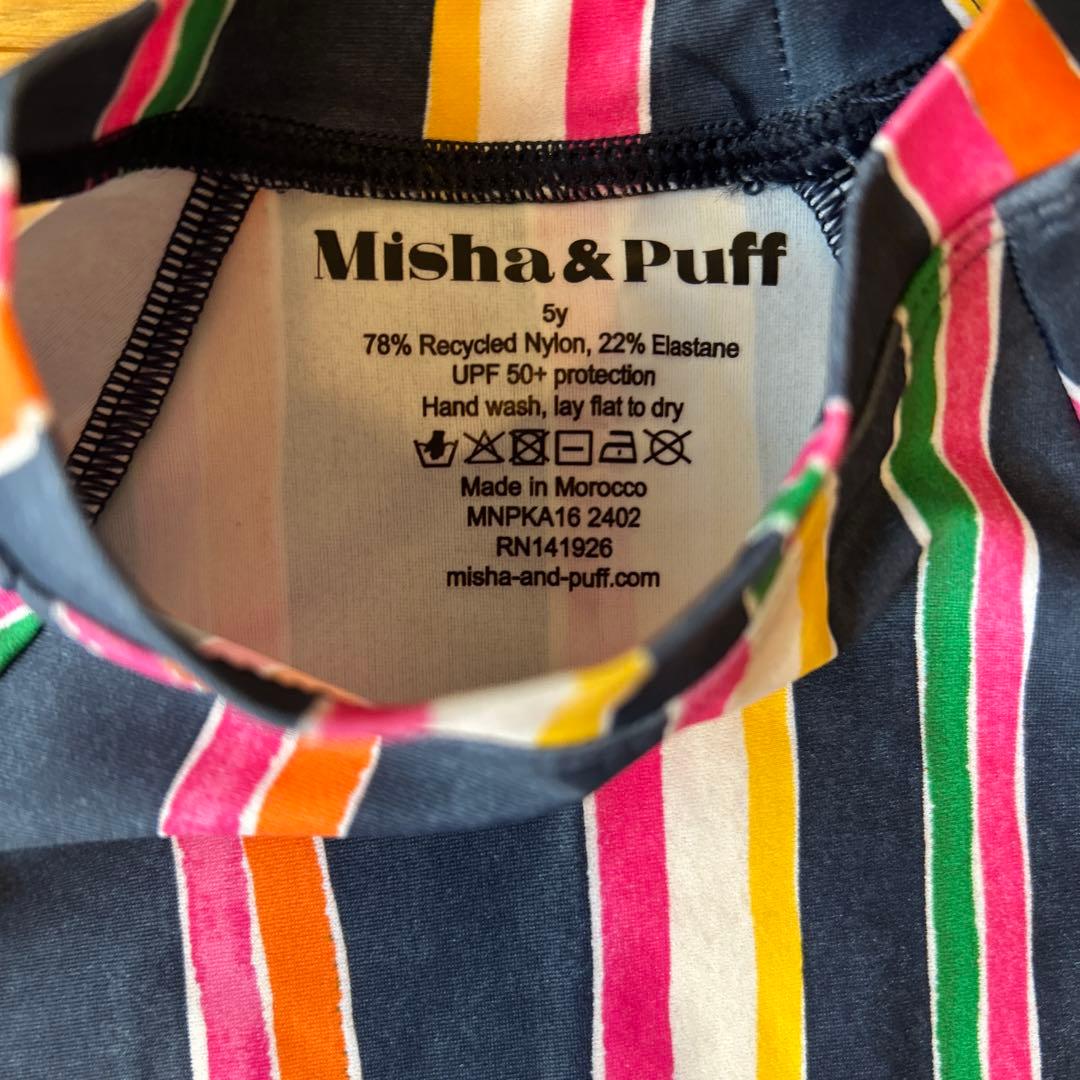 Misha & Puff
5y
78% Recycled Nylon, 22% Elastane
UPF 50+ protection
Hand wash, lay flat to dry
Made in Morocco
MNPKA16 2402
RN141926
misha-and-puff.com